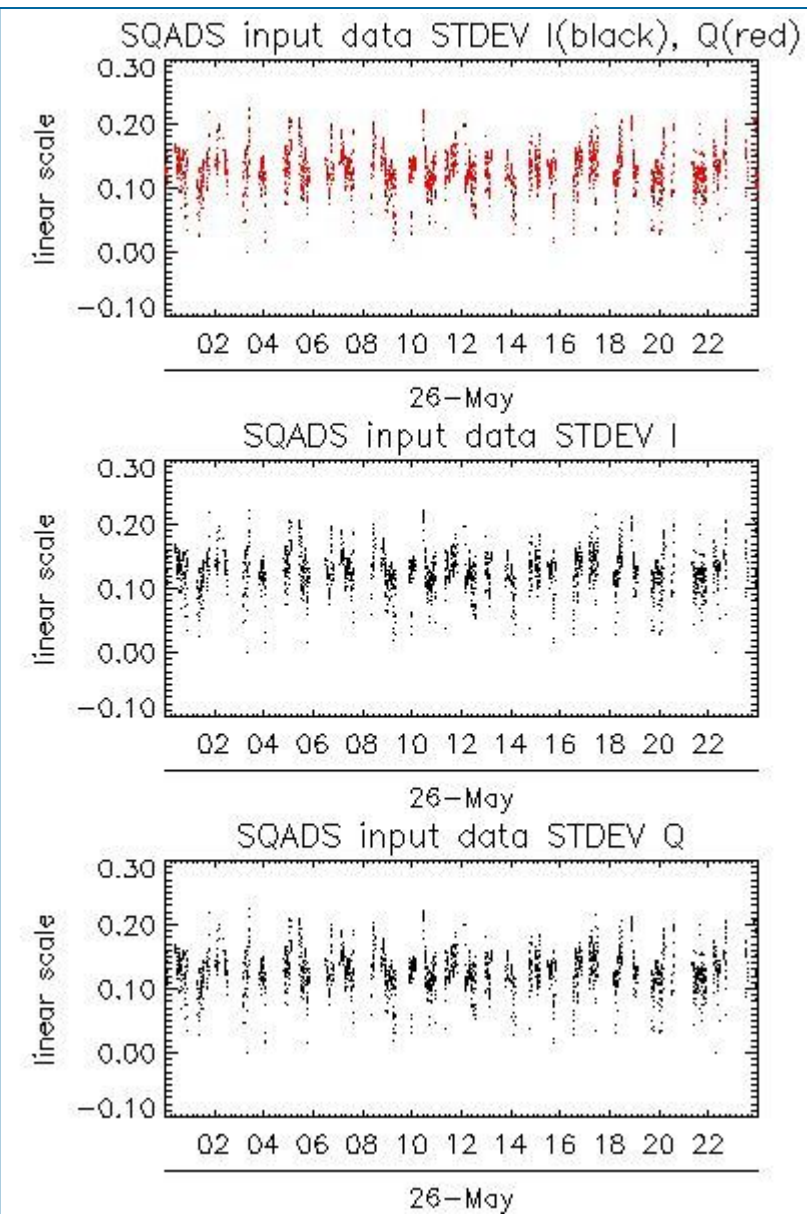 SQADS input data STDEV I(black), Q(red)
0.30
0.20
0.10
0.00
−0.10
linear scale
02 04 06 08 10 12 14 16 18 20 22
26−May
SQADS input data STDEV I
0.30
0.20
0.10
0.00
−0.10
linear scale
02 04 06 08 10 12 14 16 18 20 22
26−May
SQADS input data STDEV Q
0.30
0.20
0.10
0.00
−0.10
linear scale
02 04 06 08 10 12 14 16 18 20 22
26−May